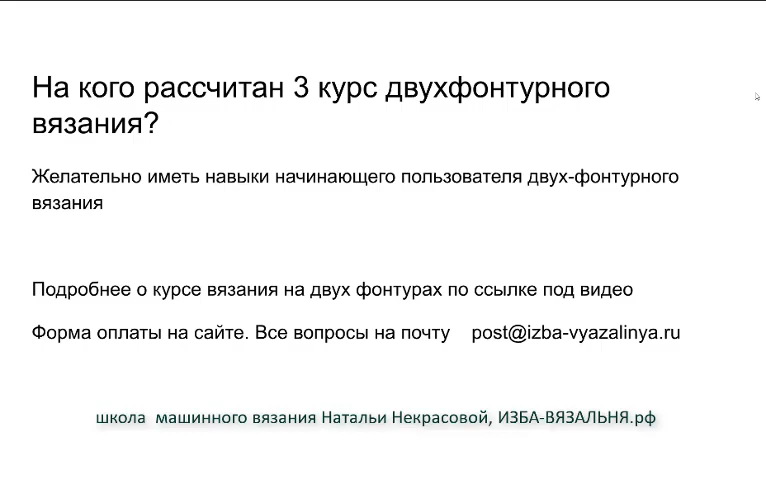 На кого рассчитан 3 курс двухфонтурного
вязания?
Желательно иметь навыки начинающего пользователя двух-фонтурного
вязания
Подробнее о курсе вязания на двух фонтурах по ссылке под видео
Форма оплаты на сайте. Все вопросы на почту post@izba-vyazalinya.ru
школа машинного вязания Натальи Некрасовой, ИЗБА-ВЯЗАЛЬНЯ.рф